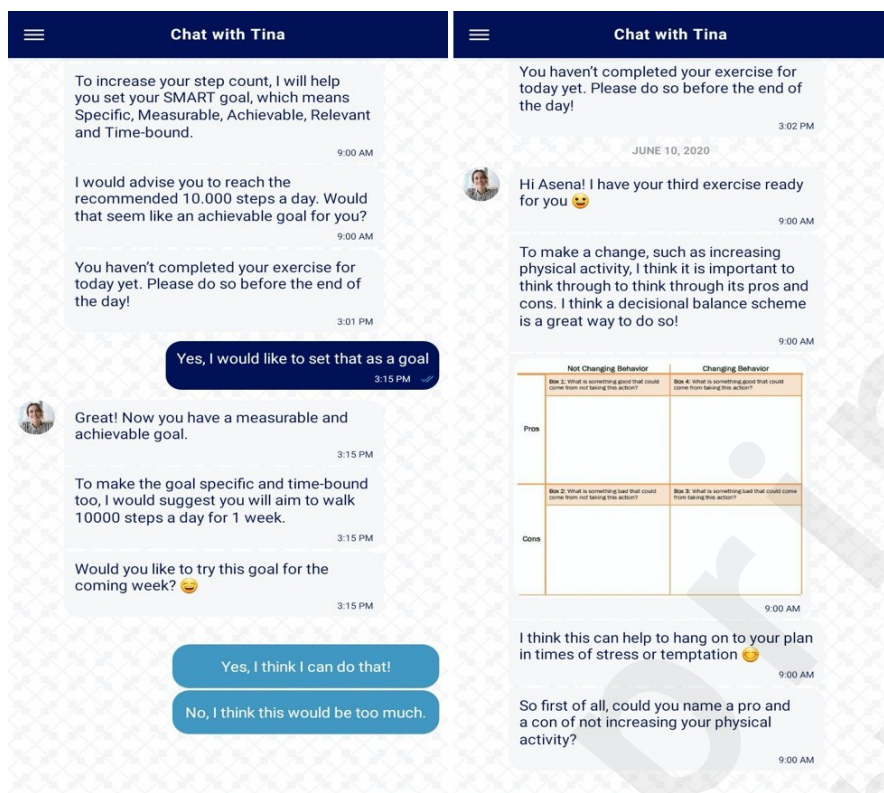 Chat with Tina
To increase your step count, I will help
you set your SMART goal, which means
Specific, Measurable, Achievable, Relevant
and Time-bound.
9:00 AM
I would advise you to reach the
recommended 10.000 steps a day. Would
that seem like an achievable goal for you?
9:00 AM
You haven't completed your exercise for
today yet. Please do so before the end of
the day!
3:01 PM
Yes, I would like to set that as a goal
3:15 PM
Great! Now you have a measurable and
achievable goal.
3:15 PM
To make the goal specific and time-bound
too, I would suggest you will aim to walk
10000 steps a day for 1 week.
3:15 PM
Would you like to try this goal for the
coming week? 😄
3:15 PM
Yes, I think I can do that!
No, I think this would be too much.
Chat with Tina
You haven't completed your exercise for
today yet. Please do so before the end of
the day!
3:02 PM
JUNE 10, 2020
Hi Asena! I have your third exercise ready
for you 😀
9:00 AM
To make a change, such as increasing
physical activity, I think it is important to
think through to think through its pros and
cons. I think a decisional balance scheme
is a great way to do so!
9:00 AM
Not Changing Behavior
Changing Behavior
Box 1: What is something good that could
come from not taking this action?
Box 4: What is something good that could
come from taking this action?
Pros
Box 2: What is something bad that could
come from not taking this action?
Box 3: What is something bad that could come
from taking this action?
Cons
9:00 AM
I think this can help to hang on to your plan
in times of stress or temptation 😊
9:00 AM
So first of all, could you name a pro and
a con of not increasing your physical
activity?
9:00 AM